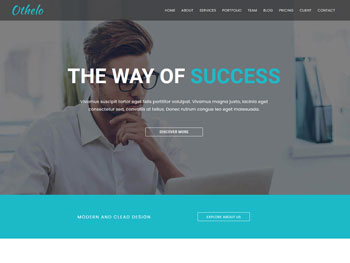 Othelo
HOME ABOUT SERVICES PORTFOLIO TEAM BLOG PRICING CLIENT CONTACT
THE WAY OF SUCCESS
Vivamus suscipit tortor eget felis porttitor volutpat. Vivamus magna justo, lacinia eget
consectetur sed, convallis at tellus. Donec rutrum congue leo eget malesuada.
DISCOVER MORE
MODERN AND CLEAD DESIGN
EXPLORE ABOUT US